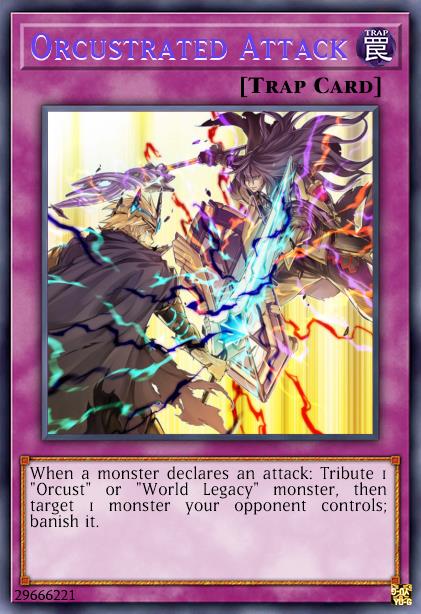 Orcustrated Attack
TRAP
罠
[Trap Card]
When a monster declares an attack: Tribute 1
"Orcust" or "World Legacy" monster, then
target 1 monster your opponent controls;
banish it.
29666221